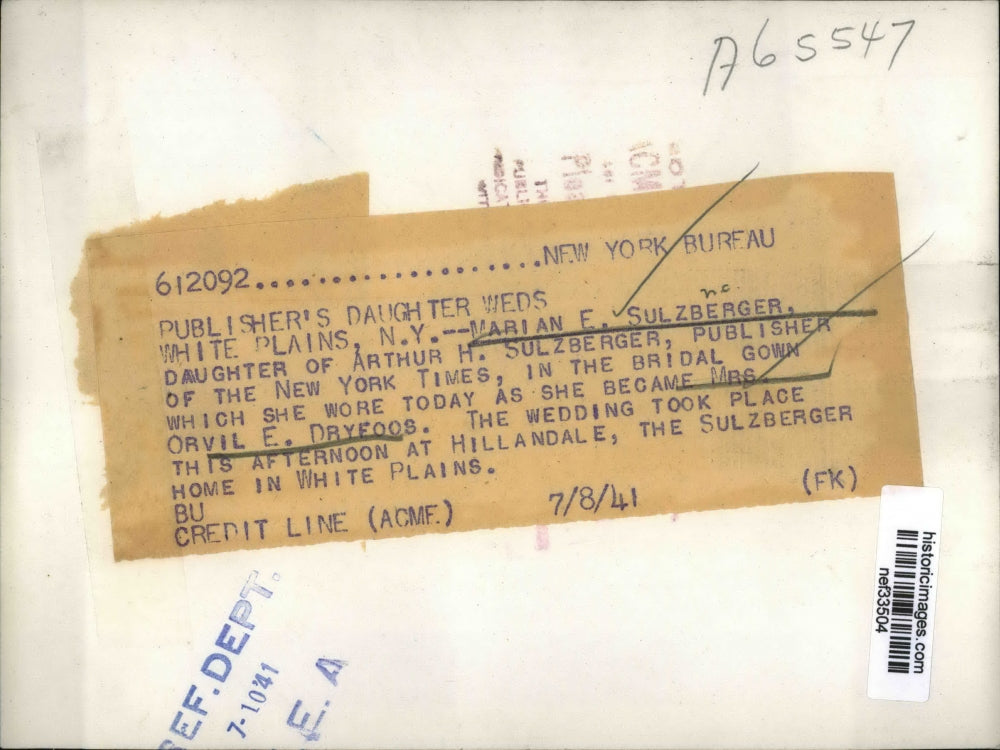 A65547
612092....................NEW YORK BUREAU
PUBLISHER'S DAUGHTER WEDS
ne
WHITE PLAINS, N.Y.--MARIAN E. SULZBERGER,
DAUGHTER OF ARTHUR H. SULZBERGER, PUBLISHER
OF THE NEW YORK TIMES, IN THE BRIDAL GOWN
WHICH SHE WORE TODAY AS SHE BECAME MRS.
ORVIL E. DRYFOOS. THE WEDDING TOOK PLACE
THIS AFTERNOON AT HILLANDALE, THE SULZBERGER
HOME IN WHITE PLAINS.
BU
CREDIT LINE (ACME) 7/8/41 (FK)
REF. DEPT.
7-10'41
E. A
historicimages.com
nef33504